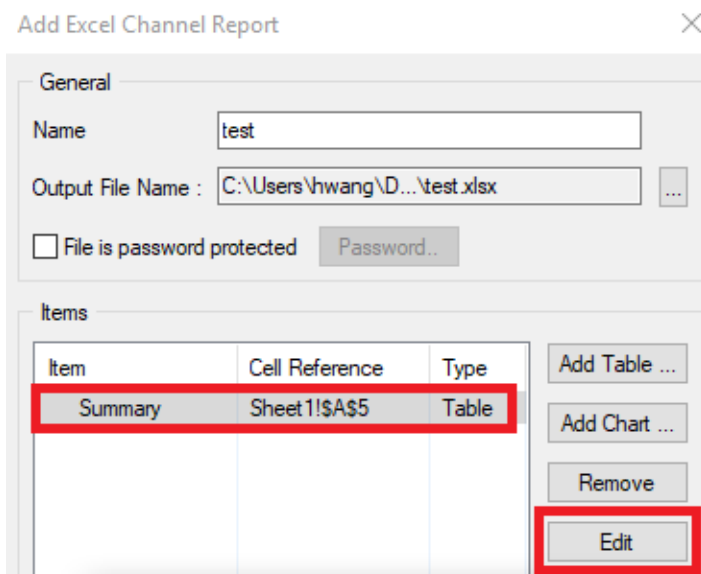 Add Excel Channel Report
General
Name test
Output File Name : C:\Users\hwang\D...\test.xlsx ...
File is password protected Password..
Items
Item Cell Reference Type Add Table ...
Summary Sheet1!$A$5 Table
Add Chart ...
Remove
Edit